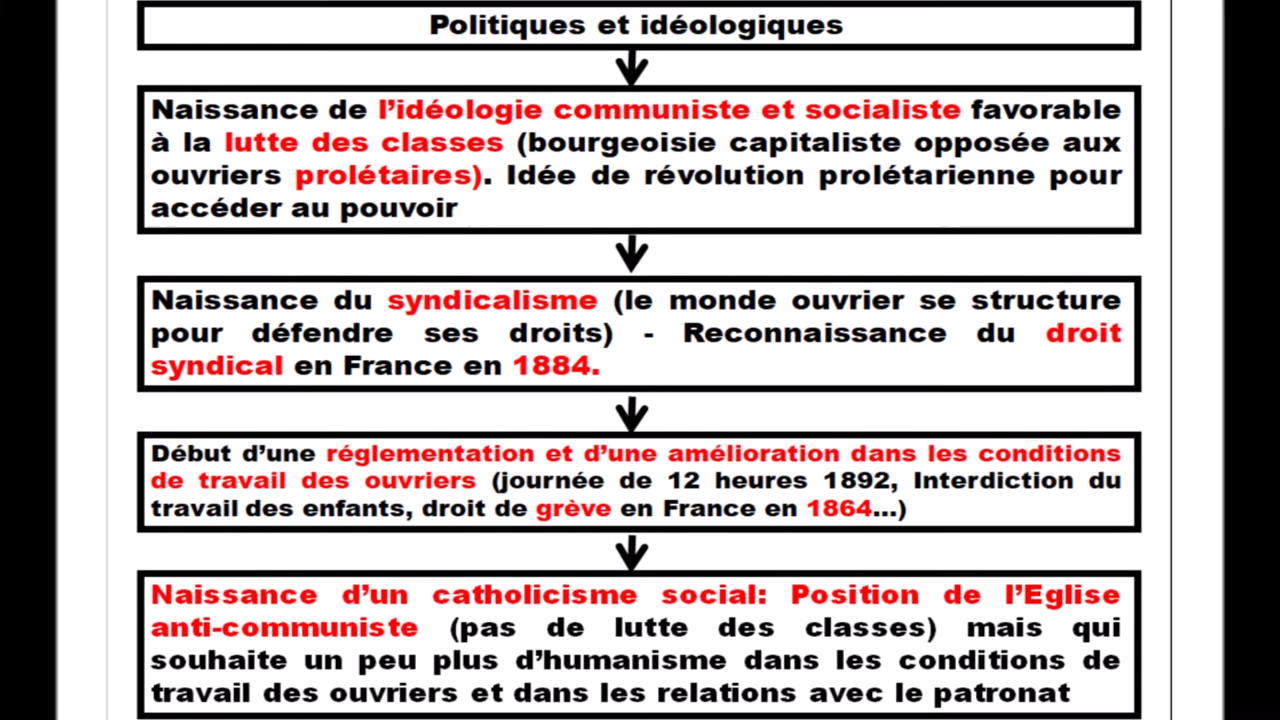 Politiques et idéologiques
Naissance de l’idéologie communiste et socialiste favorable
à la lutte des classes (bourgeoisie capitaliste opposée aux
ouvriers prolétaires). Idée de révolution prolétarienne pour
accéder au pouvoir
Naissance du syndicalisme (le monde ouvrier se structure
pour défendre ses droits) - Reconnaissance du droit
syndical en France en 1884.
Début d’une réglementation et d’une amélioration dans les conditions
de travail des ouvriers (journée de 12 heures 1892, Interdiction du
travail des enfants, droit de grève en France en 1864...)
Naissance d’un catholicisme social: Position de l’Eglise
anti-communiste (pas de lutte des classes) mais qui
souhaite un peu plus d’humanisme dans les conditions de
travail des ouvriers et dans les relations avec le patronat